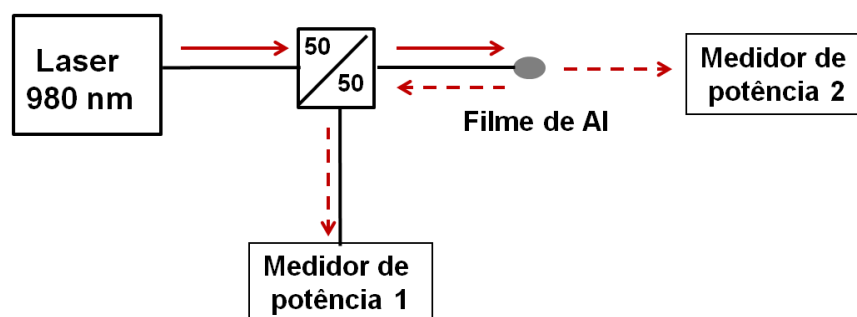 Laser
980 nm
50
50
Filme de Al
Medidor de
potência 2
Medidor de
potência 1